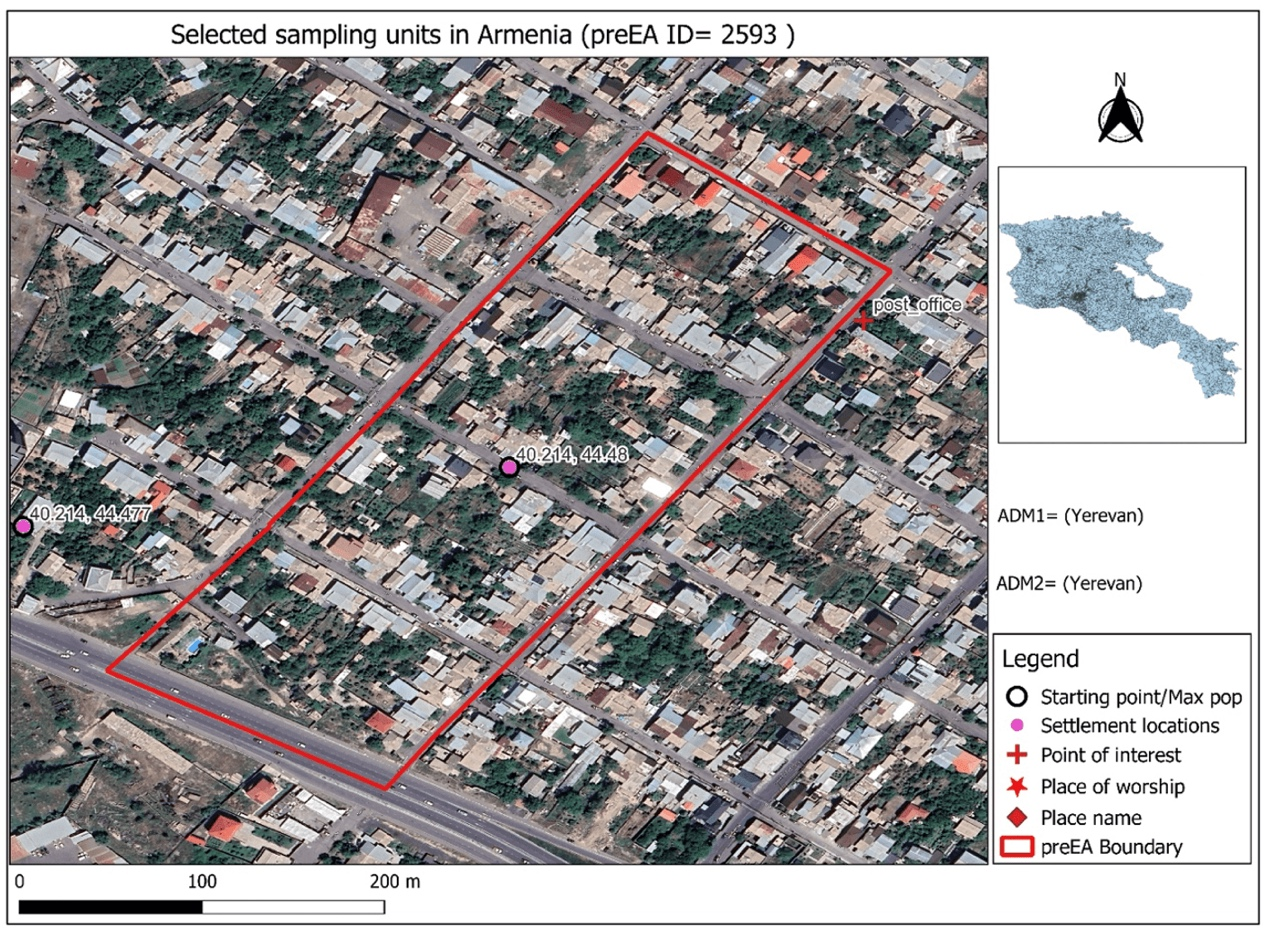 Selected sampling units in Armenia (preEA ID= 2593 )
N
post_office
40.214, 44.48
40.214, 44.477
ADM1= (Yerevan)
ADM2= (Yerevan)
Legend
Starting point/Max pop
Settlement locations
Point of interest
Place of worship
Place name
preEA Boundary
0 100 200 m